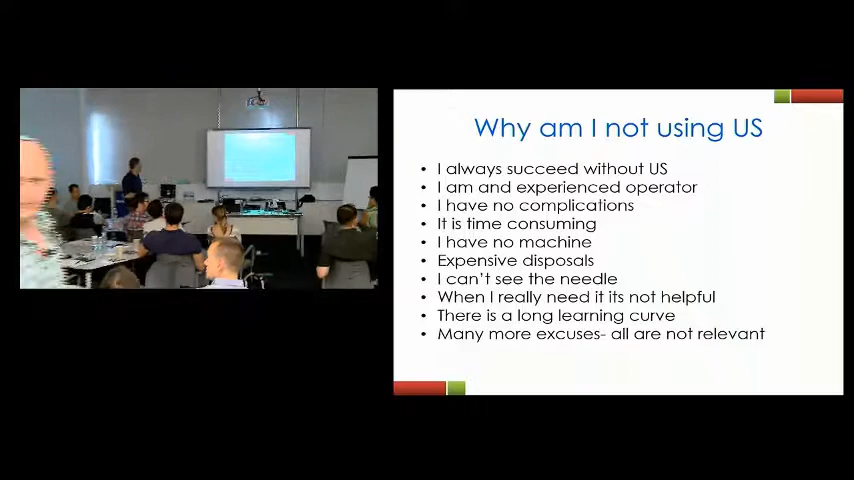 Why am I not using US
• I always succeed without US
• I am and experienced operator
• I have no complications
• It is time consuming
• I have no machine
• Expensive disposals
• I can't see the needle
• When I really need it its not helpful
• There is a long learning curve
• Many more excuses- all are not relevant